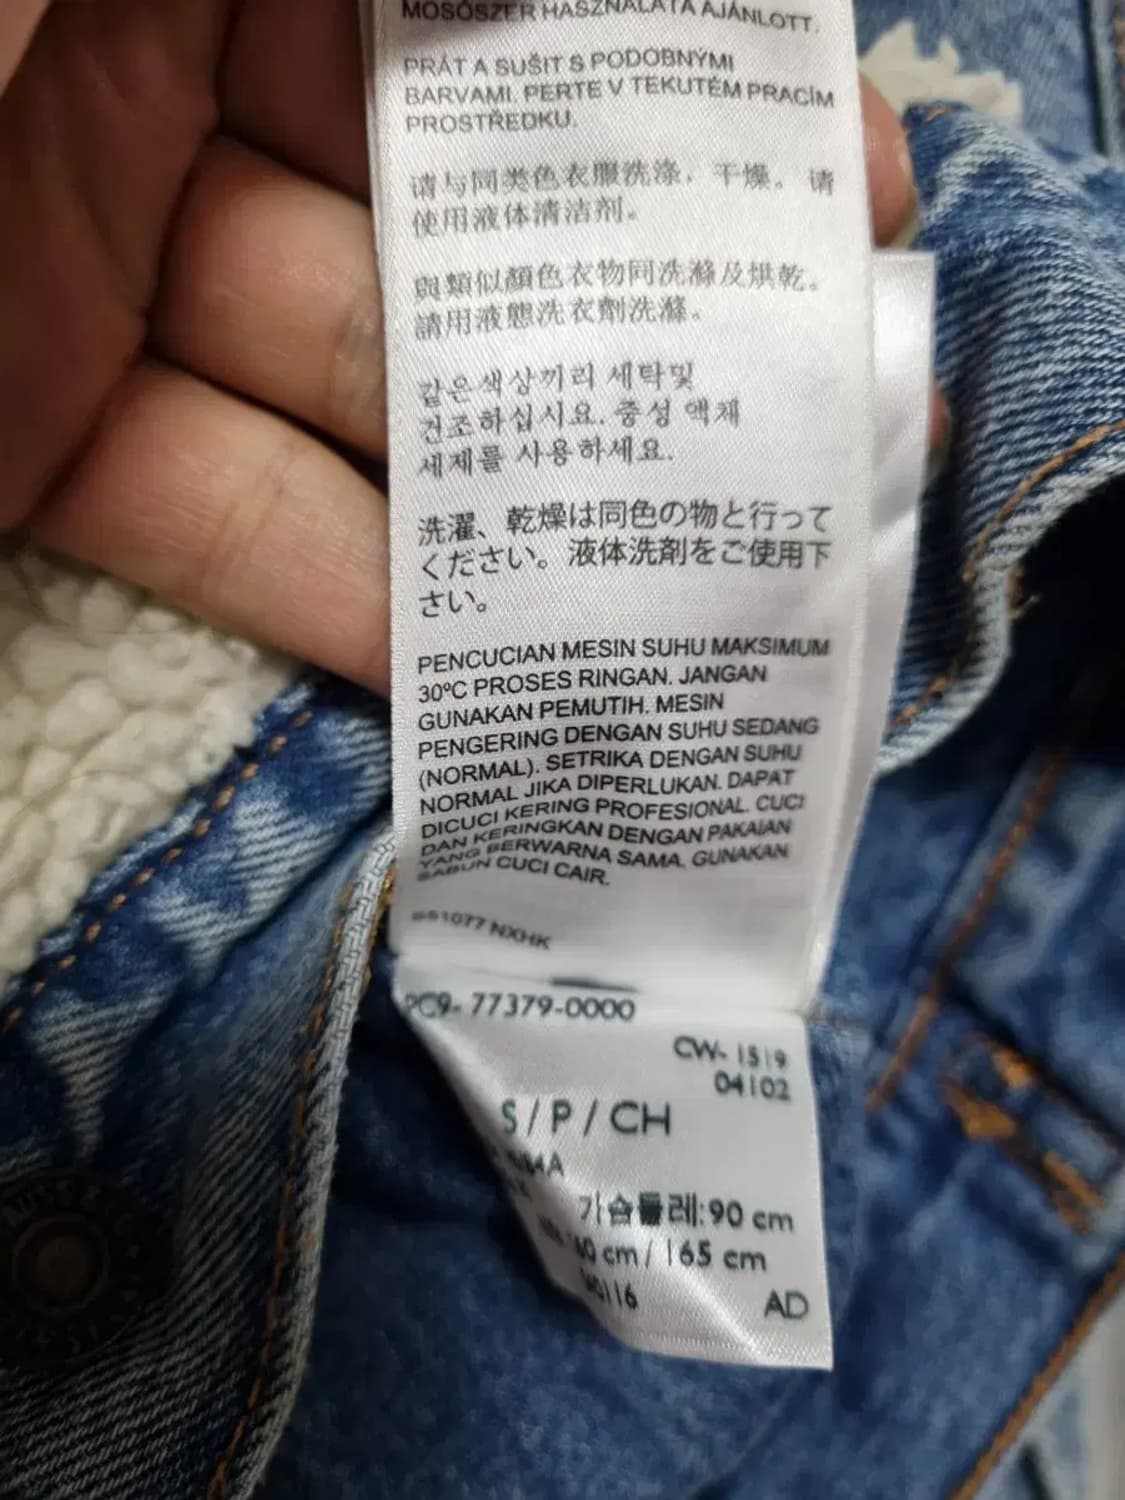 MOSÓSZER HASZNÁLATA AJÁNLOTT.
PRÁT A SUŠIT S PODOBNÝMI
BARVAMI. PERTE V TEKUTÉM PRACÍM
PROSTŘEDKU.
请与同类色衣服洗涤，干燥。请
使用液体清洁剂。
與類似顏色衣物同洗滌及烘乾。
請用液態洗衣劑洗滌。
같은색상끼리 세탁및
건조하십시요. 중성 액체
세제를 사용하세요.
洗濯、乾燥は同色の物と行って
ください。液体洗剤をご使用下
さい。
PENCUCIAN MESIN SUHU MAKSIMUM
30ºC PROSES RINGAN. JANGAN
GUNAKAN PEMUTIH. MESIN
PENGERING DENGAN SUHU SEDANG
(NORMAL). SETRIKA DENGAN SUHU
NORMAL JIKA DIPERLUKAN. DAPAT
DICUCI KERING PROFESIONAL. CUCI
DAN KERINGKAN DENGAN PAKAIAN
YANG BERWARNA SAMA. GUNAKAN
SABUN CUCI CAIR.
S51077 NXHK
PC9- 77379-0000
CW- 1519
04102
S / P / CH
가슴둘레: 90 cm
cm / 165 cm
AD